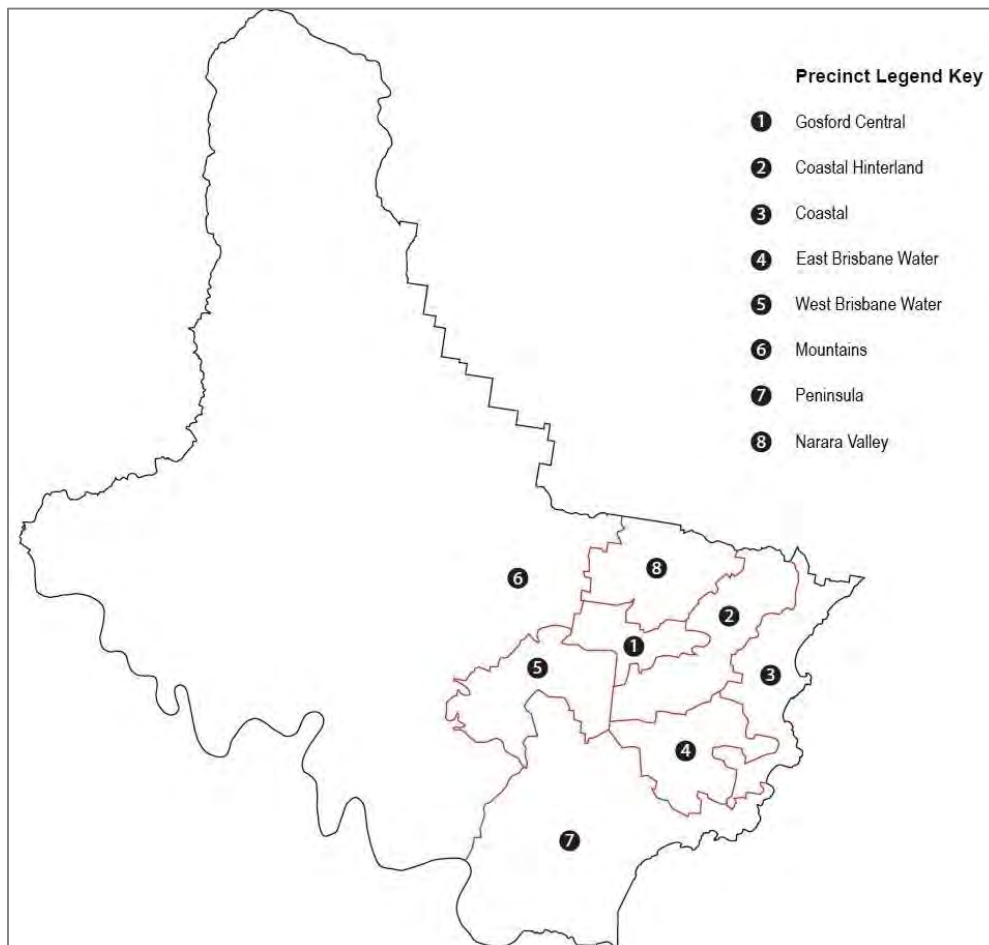 Precinct Legend Key
1 Gosford Central
2 Coastal Hinterland
3 Coastal
4 East Brisbane Water
5 West Brisbane Water
6 Mountains
7 Peninsula
8 Narara Valley
8
6
2
1
5
3
4
7